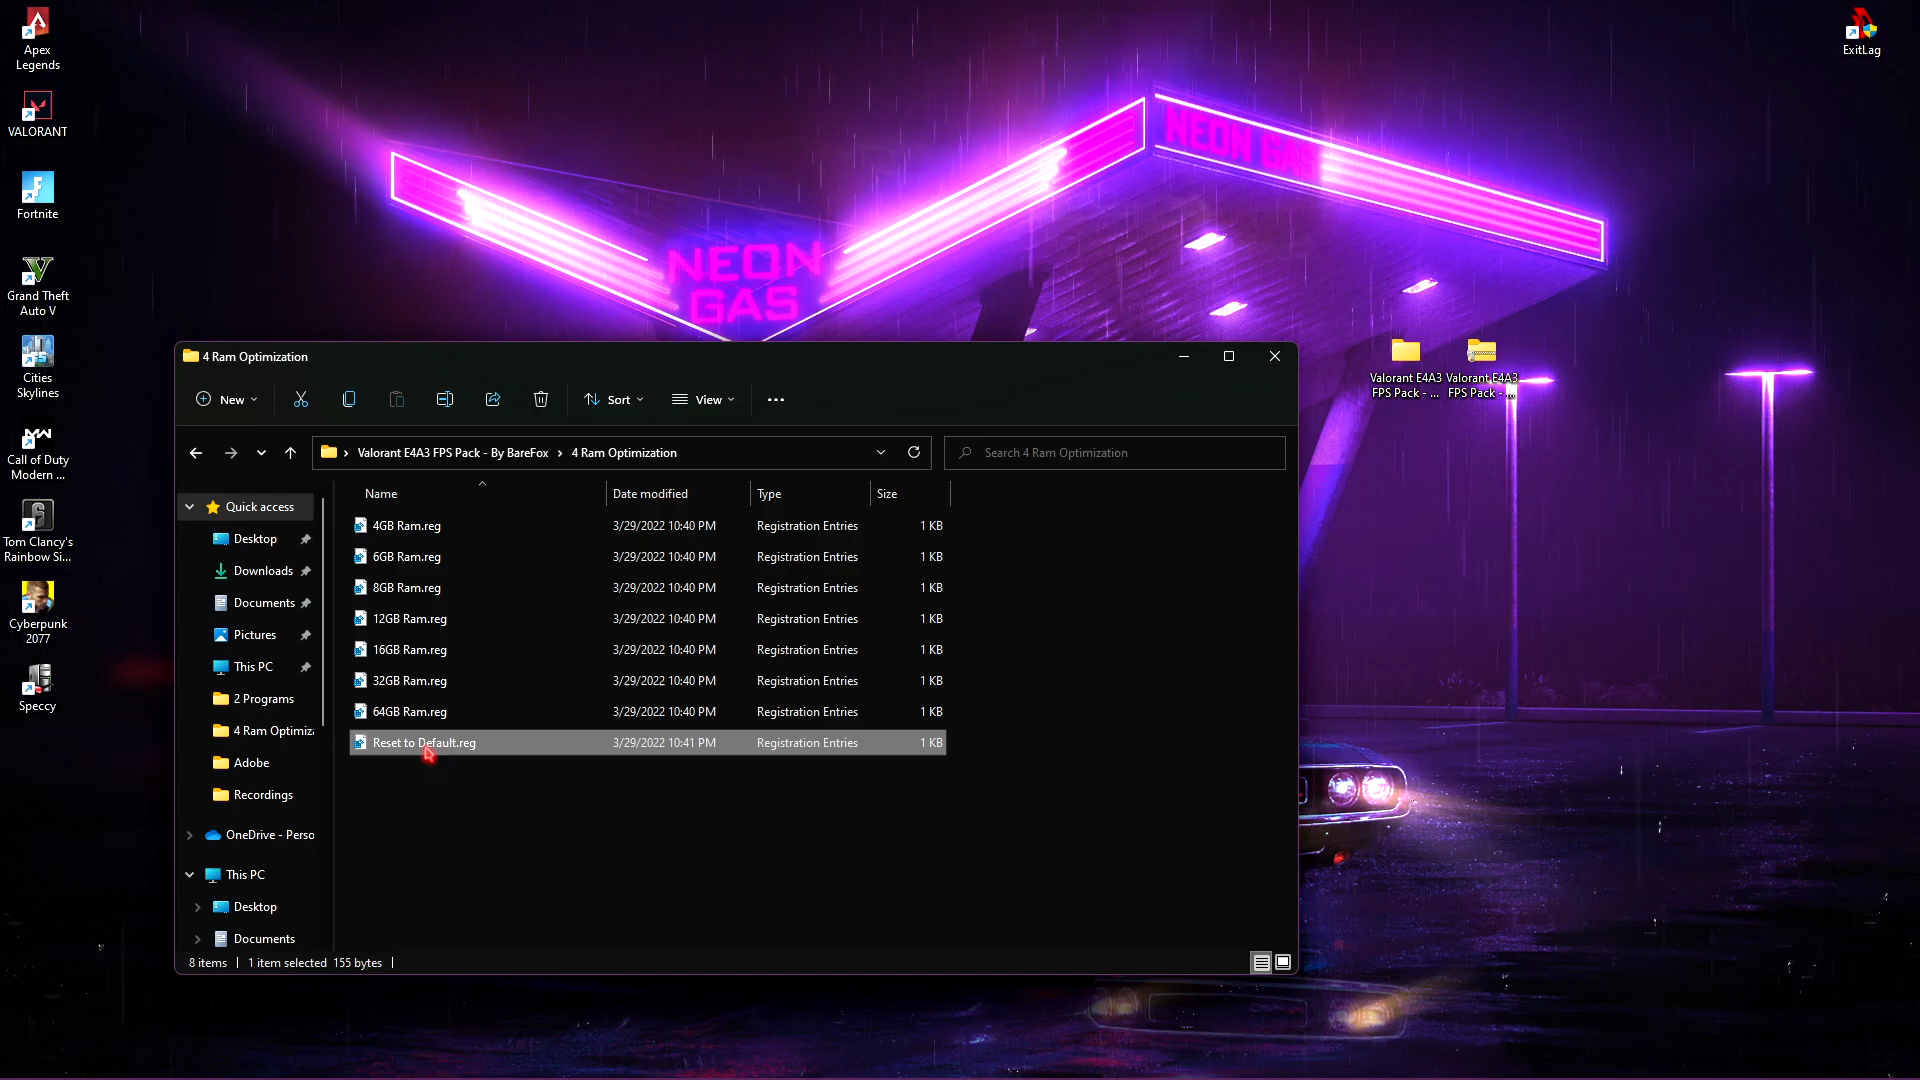 Apex
Legends
VALORANT
Fortnite
Grand Theft
Auto V
Cities
Skylines
Call of Duty
Modern ...
Tom Clancy's
Rainbow Si...
Cyberpunk
2077
Speccy
ExitLag
NEON GAS
NEON
GAS
Valorant E4A3
FPS Pack - ...
Valorant E4A3
FPS Pack - ...
4 Ram Optimization
New
Sort
View
Valorant E4A3 FPS Pack - By BareFox › 4 Ram Optimization
Search 4 Ram Optimization
Quick access
Desktop
Downloads
Documents
Pictures
This PC
2 Programs
4 Ram Optimiz
Adobe
Recordings
OneDrive - Perso
This PC
Desktop
Documents
Name Date modified Type Size
4GB Ram.reg 3/29/2022 10:40 PM Registration Entries 1 KB
6GB Ram.reg 3/29/2022 10:40 PM Registration Entries 1 KB
8GB Ram.reg 3/29/2022 10:40 PM Registration Entries 1 KB
12GB Ram.reg 3/29/2022 10:40 PM Registration Entries 1 KB
16GB Ram.reg 3/29/2022 10:40 PM Registration Entries 1 KB
32GB Ram.reg 3/29/2022 10:40 PM Registration Entries 1 KB
64GB Ram.reg 3/29/2022 10:40 PM Registration Entries 1 KB
Reset to Default.reg 3/29/2022 10:41 PM Registration Entries 1 KB
8 items | 1 item selected 155 bytes |